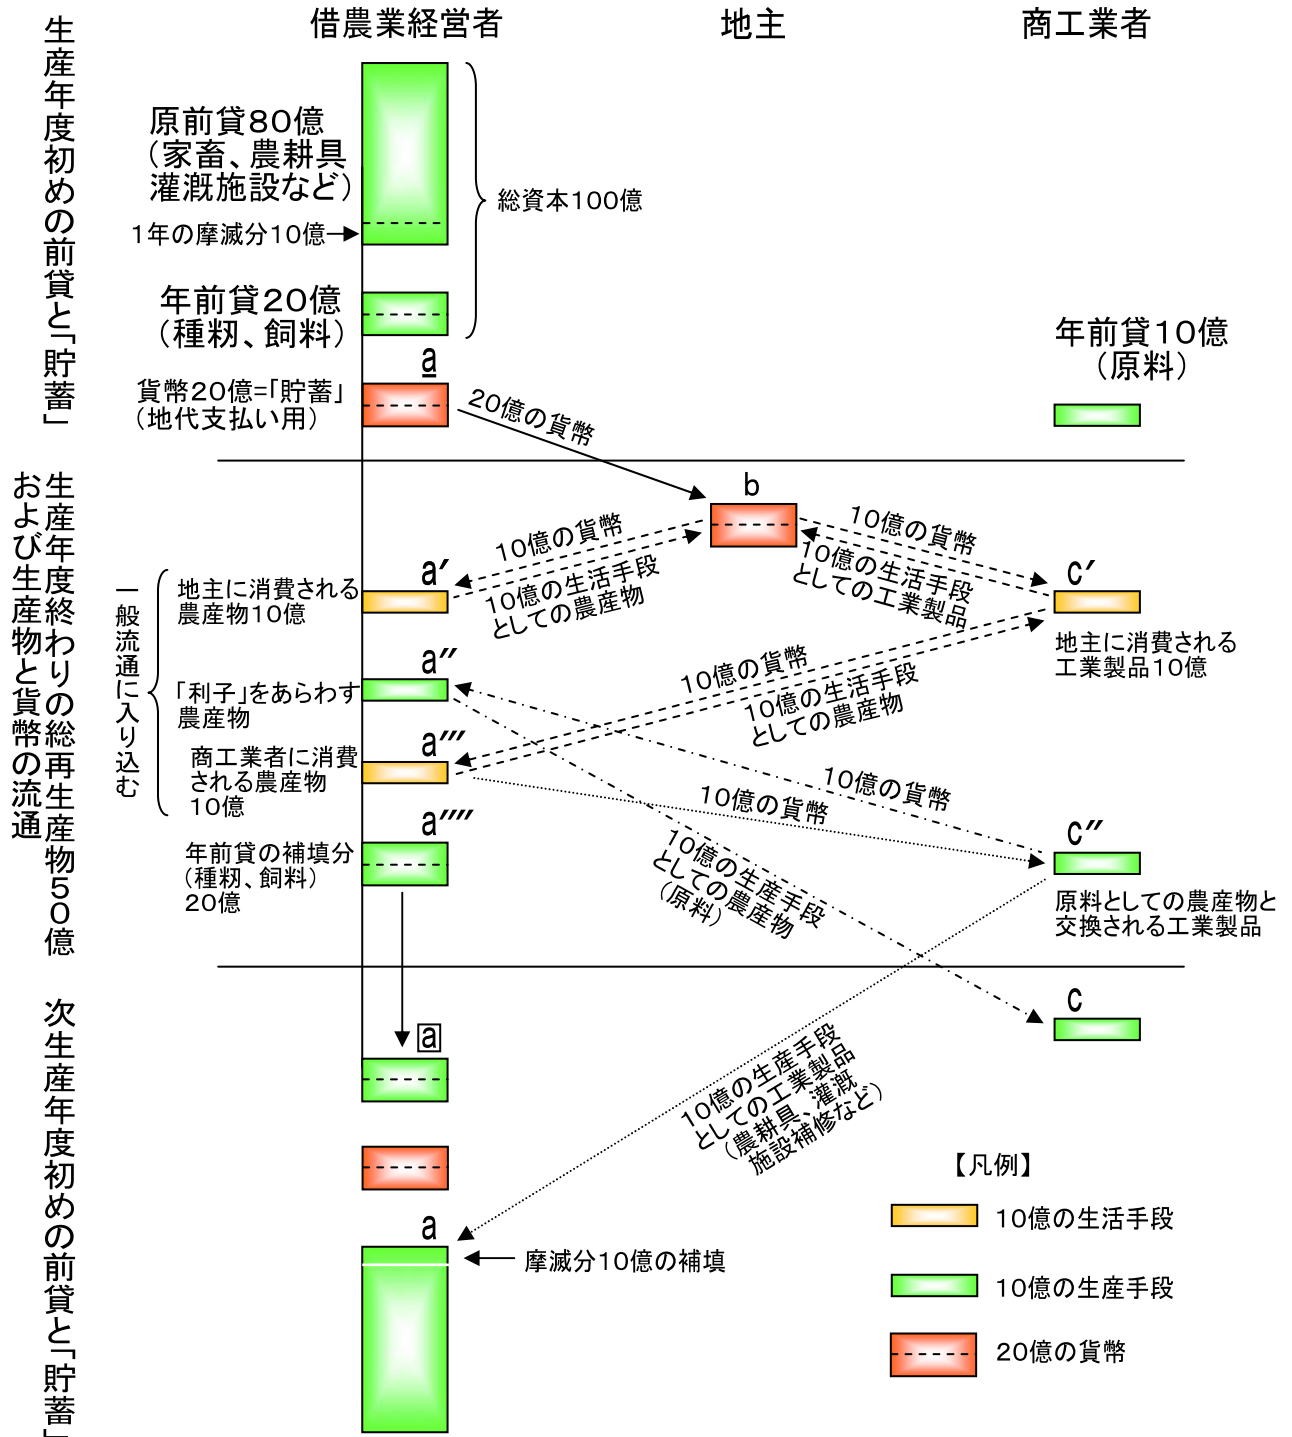 借農業経営者
地主
商工業者
生産年度初めの前貸と「貯蓄」
原前貸80億
（家畜、農耕具
灌漑施設など）
1年の摩滅分10億
総資本100億
年前貸20億
（種籾、飼料）
a
貨幣20億=「貯蓄」
（地代支払い用）
20億の貨幣
年前貸10億
（原料）
生産年度終わりの総再生産物50億
および生産物と貨幣の流通
一般流通に入り込む
b
10億の貨幣
10億の生活手段
としての農産物
10億の貨幣
10億の生活手段
としての工業製品
a′
地主に消費される
農産物10億
c′
地主に消費される
工業製品10億
a″
「利子」をあらわす
農産物
10億の貨幣
10億の生活手段
としての農産物
a‴
商工業者に消費
される農産物
10億
10億の貨幣
10億の貨幣
a⁗
年前貸の補填分
（種籾、飼料）
20億
10億の生産手段
としての農産物
（原料）
c″
原料としての農産物と
交換される工業製品
次生産年度初めの前貸と「貯蓄」
a
c
10億の生産手段
としての工業製品
（農耕具、灌漑
施設補修など）
a
摩滅分10億の補填
【凡例】
10億の生活手段
10億の生産手段
20億の貨幣